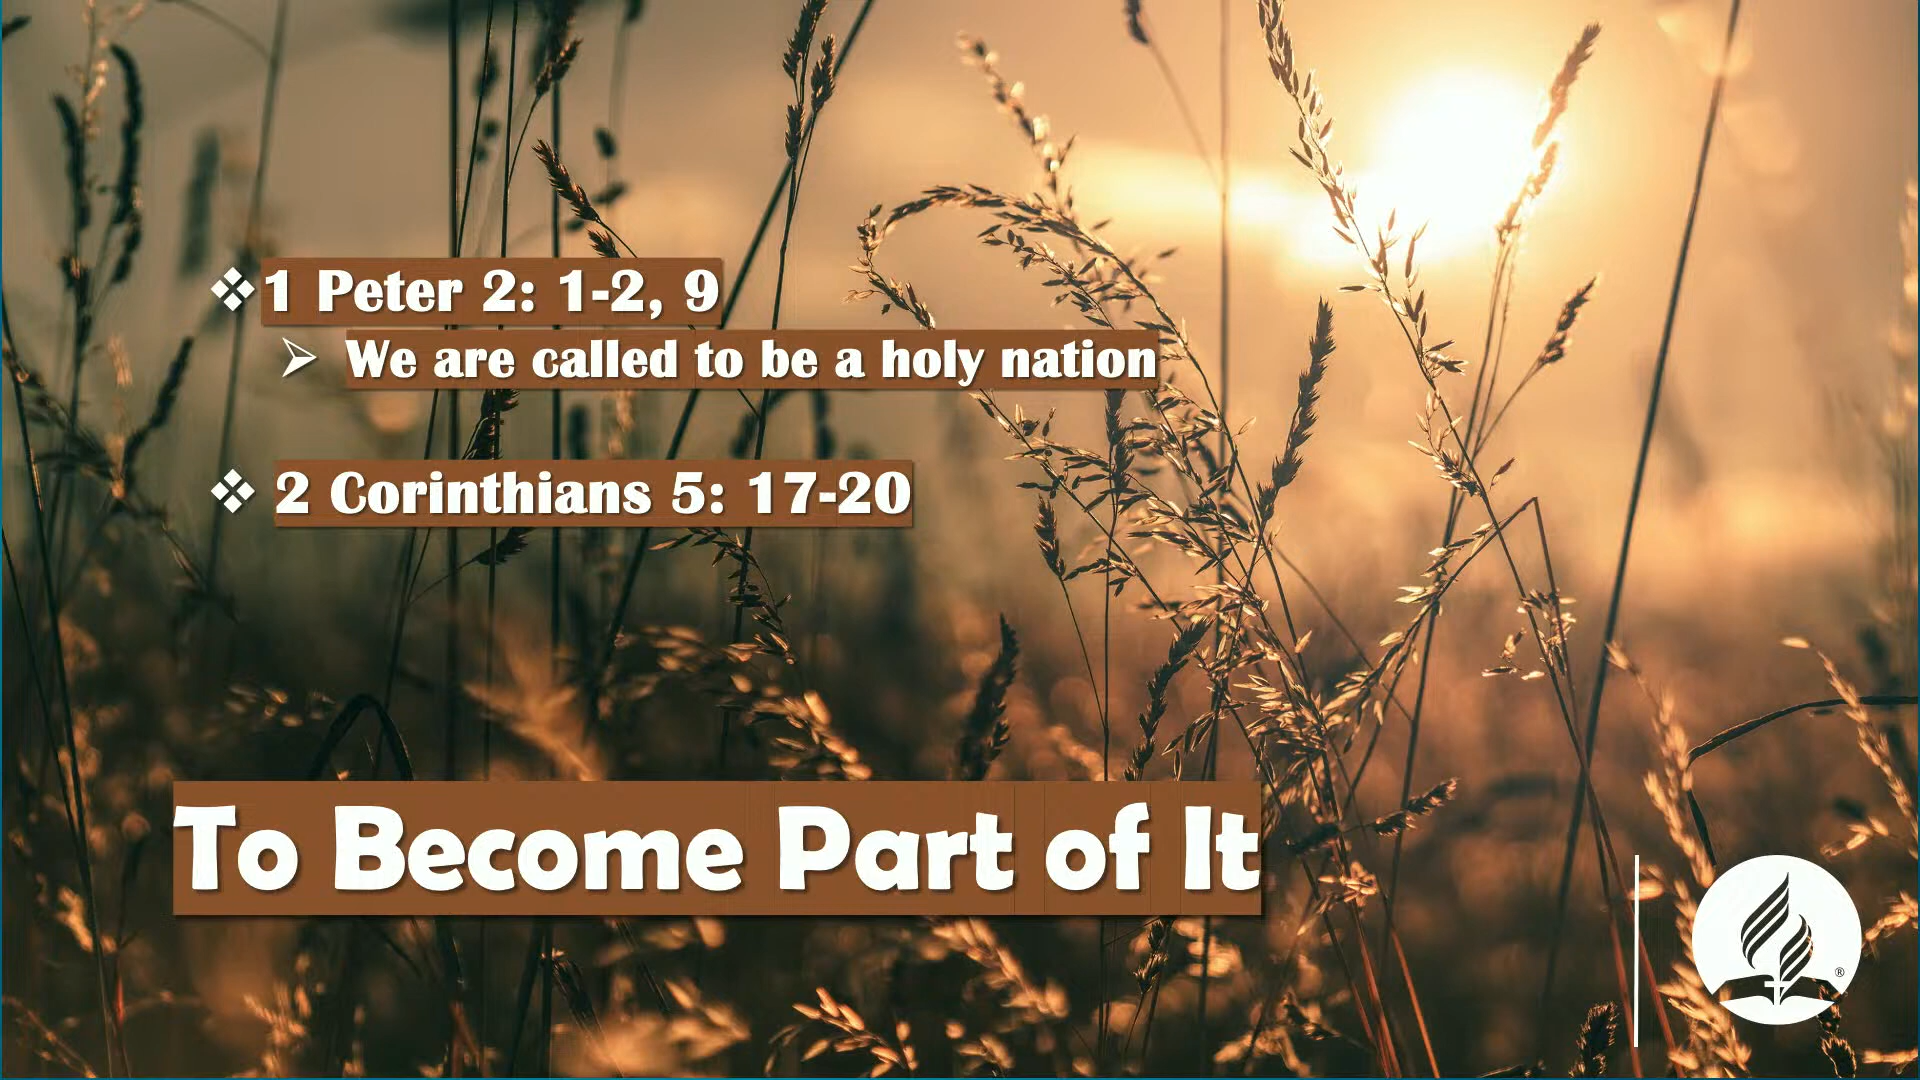 1 Peter 2: 1-2, 9
We are called to be a holy nation
2 Corinthians 5: 17-20
To Become Part of It
®